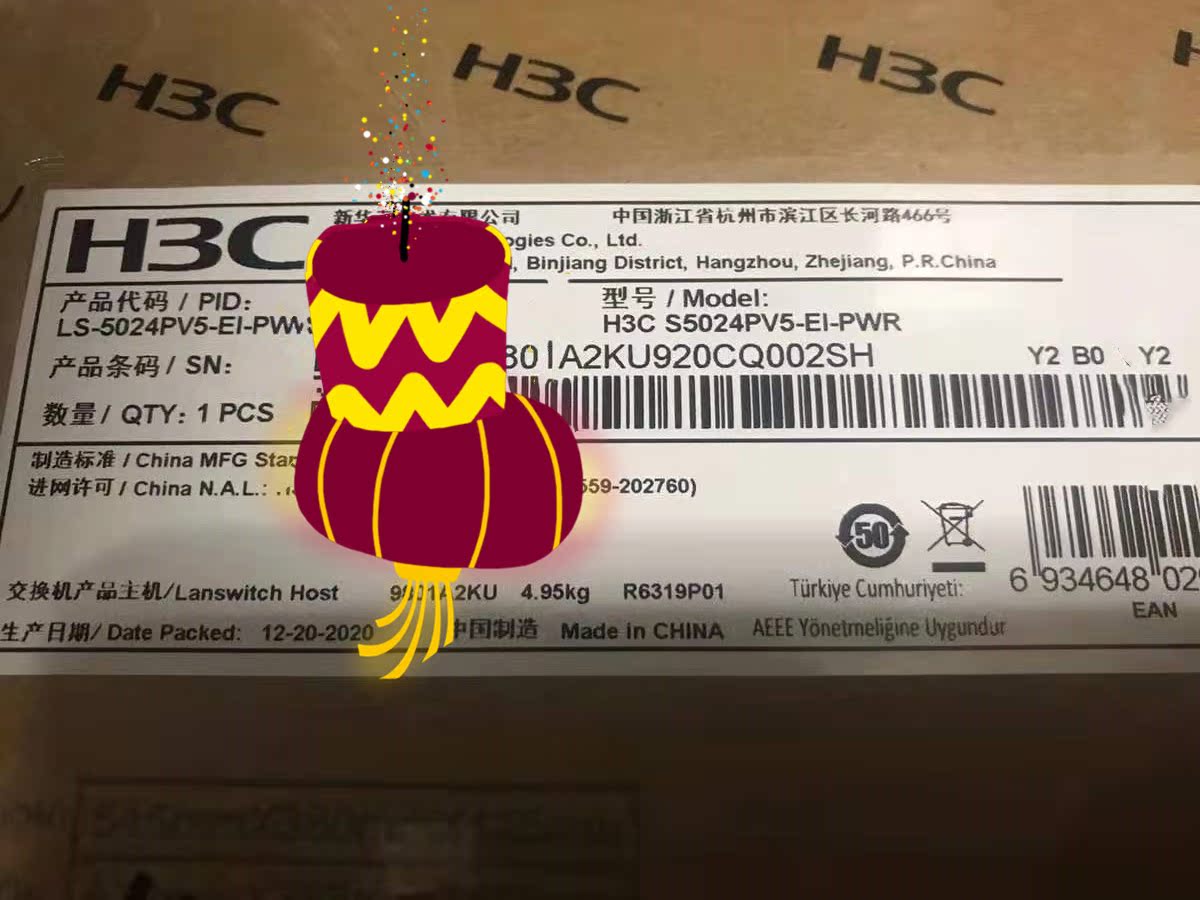 H3C H3C H3C
H3C
有限公司 中国浙江省杭州市滨江区长河路466号
Co., Ltd.
Binjiang District, Hangzhou, Zhejiang, P.R.China
产品代码 / PID: 型号 / Model:
H3C S5024PV5-EI-PWR
产品条码 / SN: A2KU920CQ002SH Y2 B0 Y2
数量 / QTY: 1 PCS
制造标准 / China MFG
进网许可 / China N.A.L.: 559-202760)
50
交换机产品主机/Lanswitch Host 4.95kg R6319P01 Türkiye Cumhuriyeti: 6 934648 02
EAN
生产日期/ Date Packed: 12-20-2020 中国制造 Made in CHINA AEEE Yönetmeliğine Uygundur